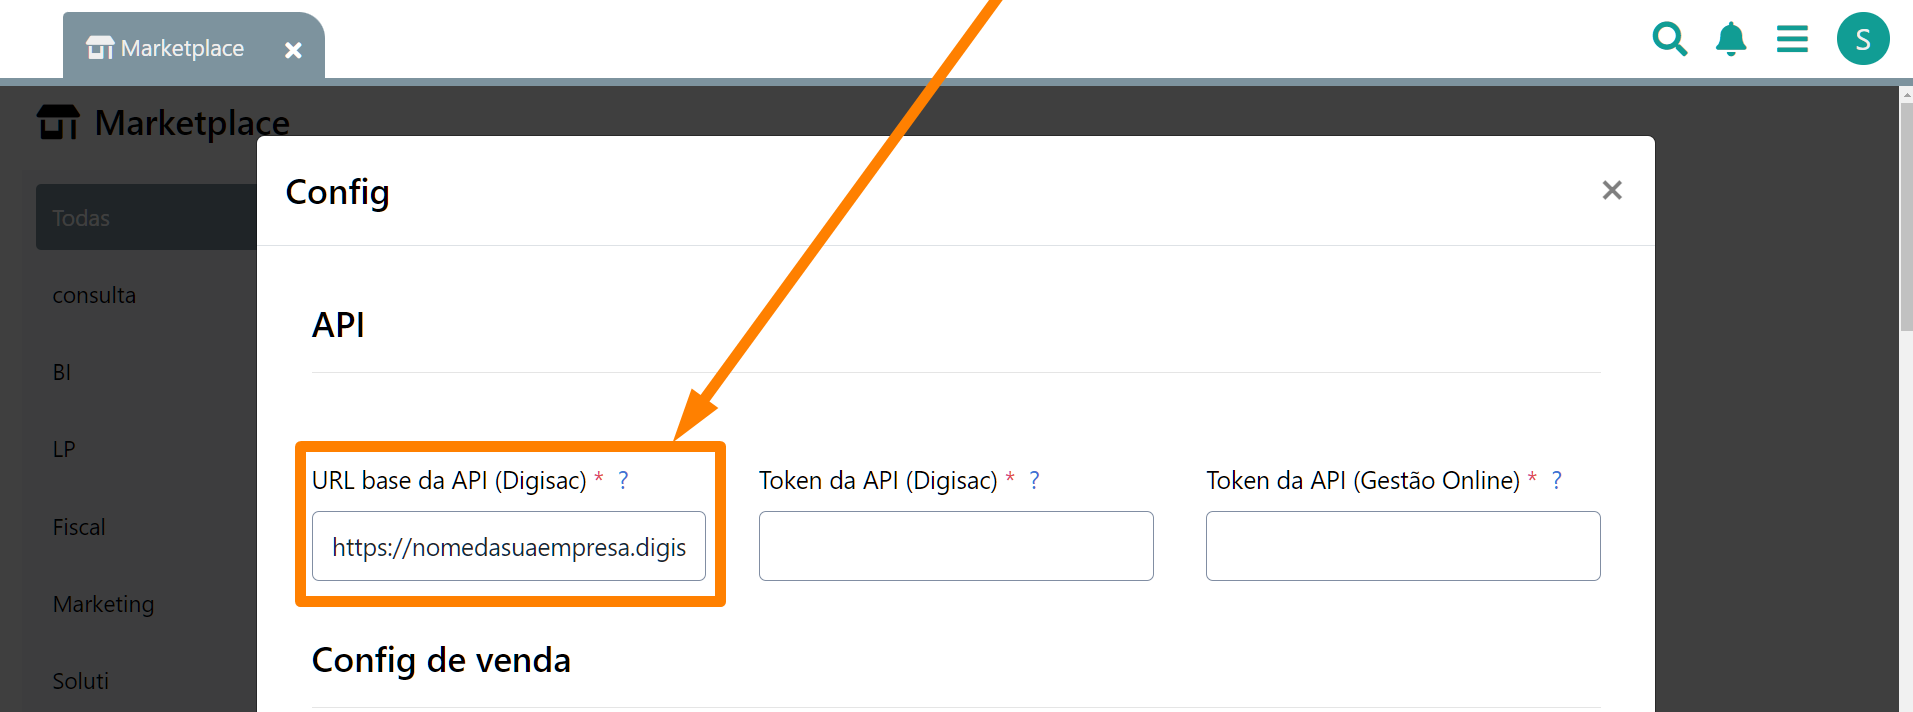 Marketplace
S
Marketplace
Todas
consulta
BI
LP
Fiscal
Marketing
Soluti
Config
API
URL base da API (Digisac) * ?
https://nomedasuaempresa.digis
Token da API (Digisac) * ?
Token da API (Gestão Online) * ?
Config de venda